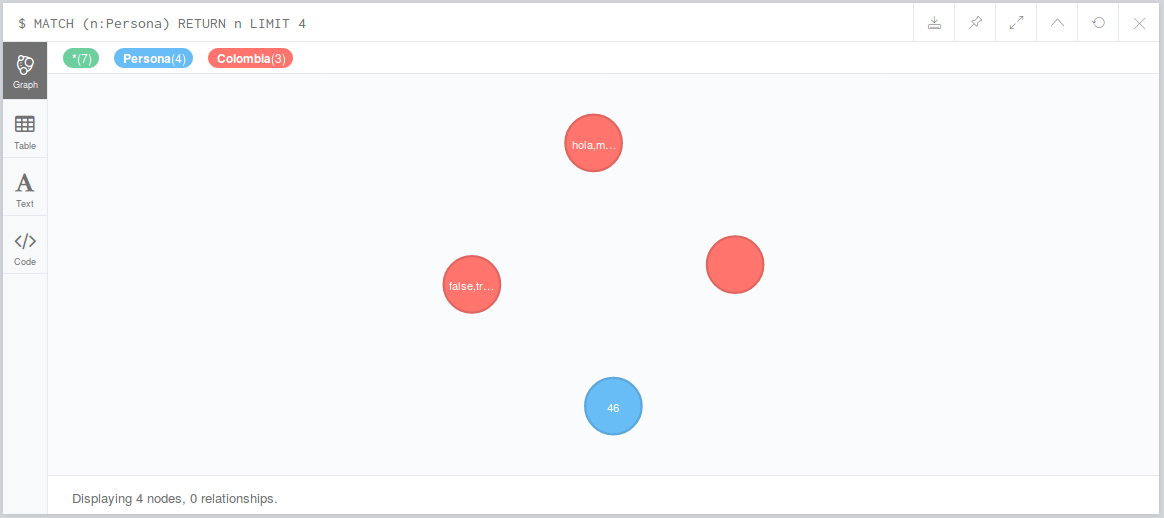 $ MATCH (n:Persona) RETURN n LIMIT 4
*(7) Persona(4) Colombia(3)
Graph
Table
A
Text
</>
Code
hola,m…
false,tr…
46
Displaying 4 nodes, 0 relationships.